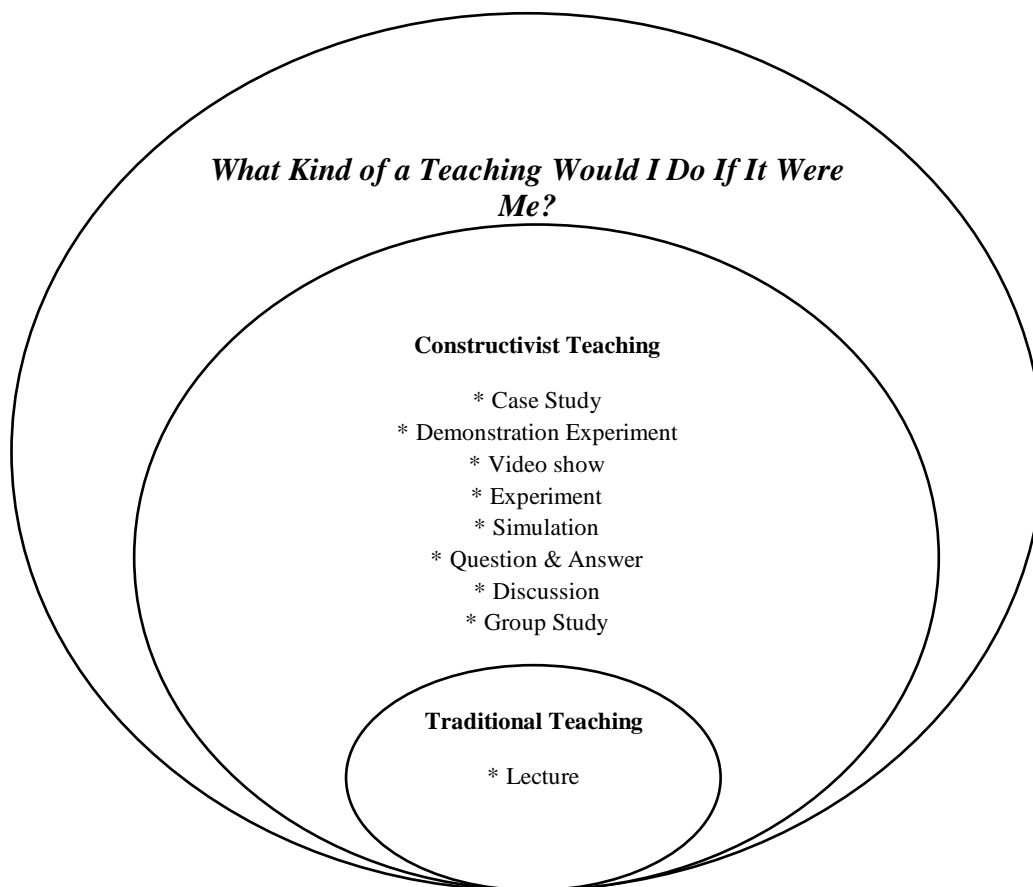 What Kind of a Teaching Would I Do If It Were
Me?
Constructivist Teaching
* Case Study
* Demonstration Experiment
* Video show
* Experiment
* Simulation
* Question & Answer
* Discussion
* Group Study
Traditional Teaching
* Lecture